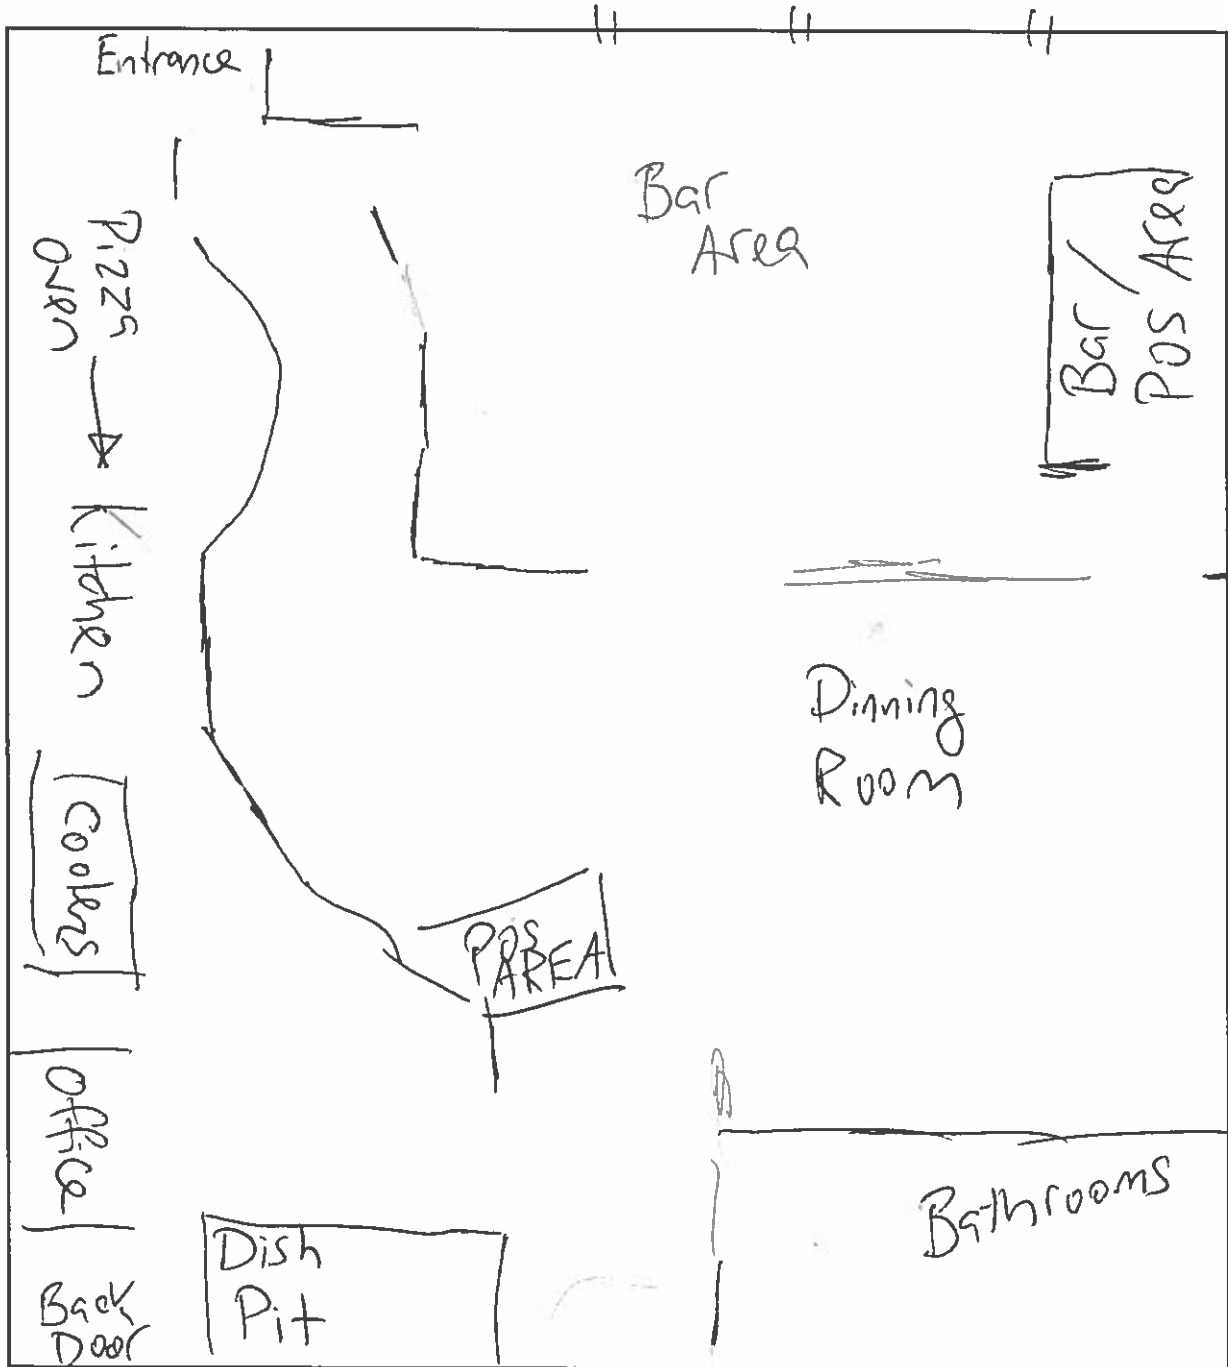 Entrance
Bar
Area
Bar /
POS Area
Pizza
Oven
Kitchen
Dinning
Room
Coolers
POS
AREA
Office
Bathrooms
Dish
Pit
Back
Door